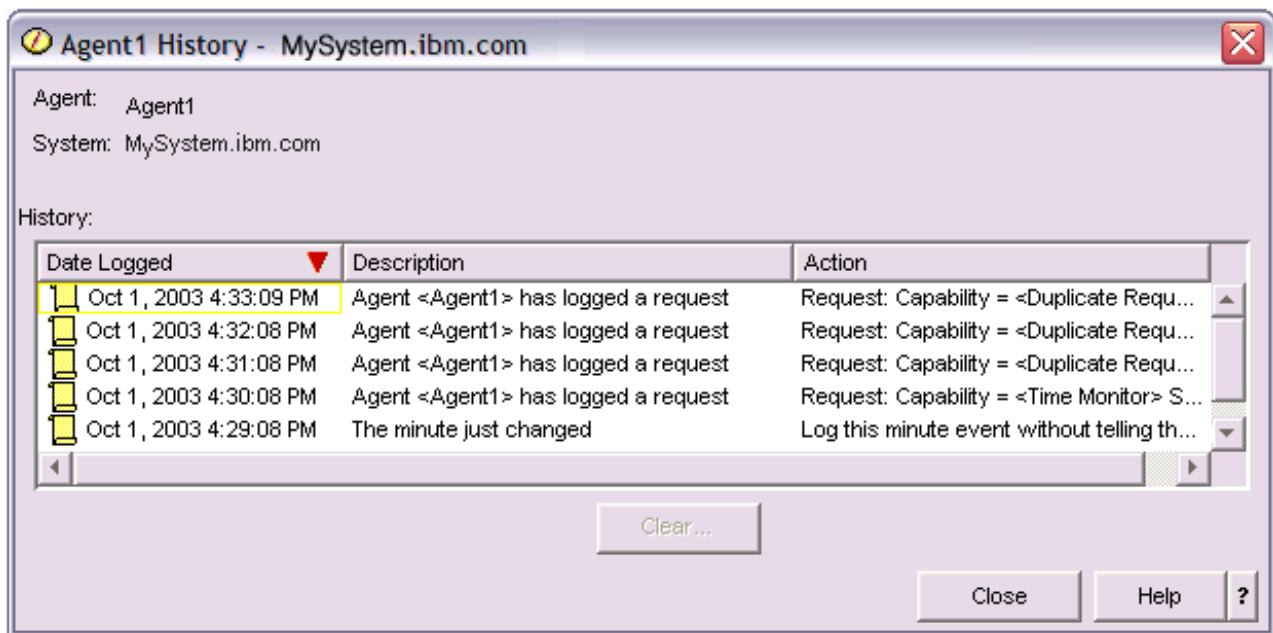 Agent1 History - MySystem.ibm.com
Agent: Agent1
System: MySystem.ibm.com
History:
Date Logged Description Action
Oct 1, 2003 4:33:09 PM Agent <Agent1> has logged a request Request: Capability = <Duplicate Requ...
Oct 1, 2003 4:32:08 PM Agent <Agent1> has logged a request Request: Capability = <Duplicate Requ...
Oct 1, 2003 4:31:08 PM Agent <Agent1> has logged a request Request: Capability = <Duplicate Requ...
Oct 1, 2003 4:30:08 PM Agent <Agent1> has logged a request Request: Capability = <Time Monitor> S...
Oct 1, 2003 4:29:08 PM The minute just changed Log this minute event without telling th...
Clear...
Close Help ?